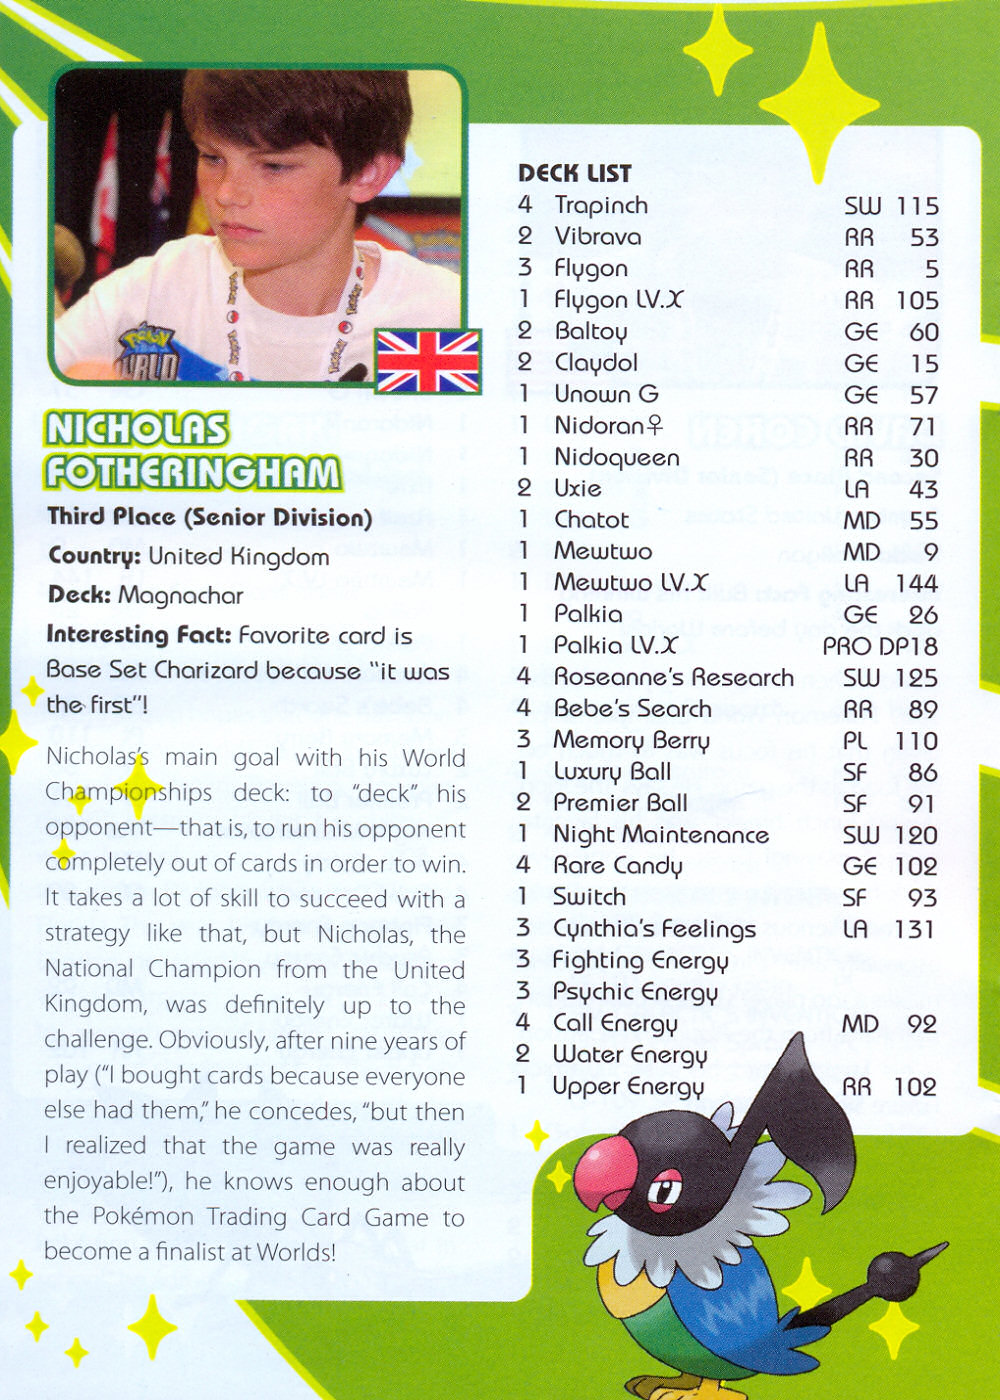 NICHOLAS
FOTHERINGHAM
Third Place (Senior Division)
Country: United Kingdom
Deck: Magnachar
Interesting Fact: Favorite card is
Base Set Charizard because "it was
the first"!
Nicholas's main goal with his World
Championships deck: to "deck" his
opponent—that is, to run his opponent
completely out of cards in order to win.
It takes a lot of skill to succeed with a
strategy like that, but Nicholas, the
National Champion from the United
Kingdom, was definitely up to the
challenge. Obviously, after nine years of
play ("I bought cards because everyone
else had them," he concedes, "but then
I realized that the game was really
enjoyable!"), he knows enough about
the Pokémon Trading Card Game to
become a finalist at Worlds!
DECK LIST
4 Trapinch SW 115
2 Vibrava RR 53
3 Flygon RR 5
1 Flygon LV.X RR 105
2 Baltoy GE 60
2 Claydol GE 15
1 Unown G GE 57
1 Nidoran♀ RR 71
1 Nidoqueen RR 30
2 Uxie LA 43
1 Chatot MD 55
1 Mewtwo MD 9
1 Mewtwo LV.X LA 144
1 Palkia GE 26
1 Palkia LV.X PRO DP18
4 Roseanne's Research SW 125
4 Bebe's Search RR 89
3 Memory Berry PL 110
1 Luxury Ball SF 86
2 Premier Ball SF 91
1 Night Maintenance SW 120
4 Rare Candy GE 102
1 Switch SF 93
3 Cynthia's Feelings LA 131
3 Fighting Energy
3 Psychic Energy
4 Call Energy MD 92
2 Water Energy
1 Upper Energy RR 102